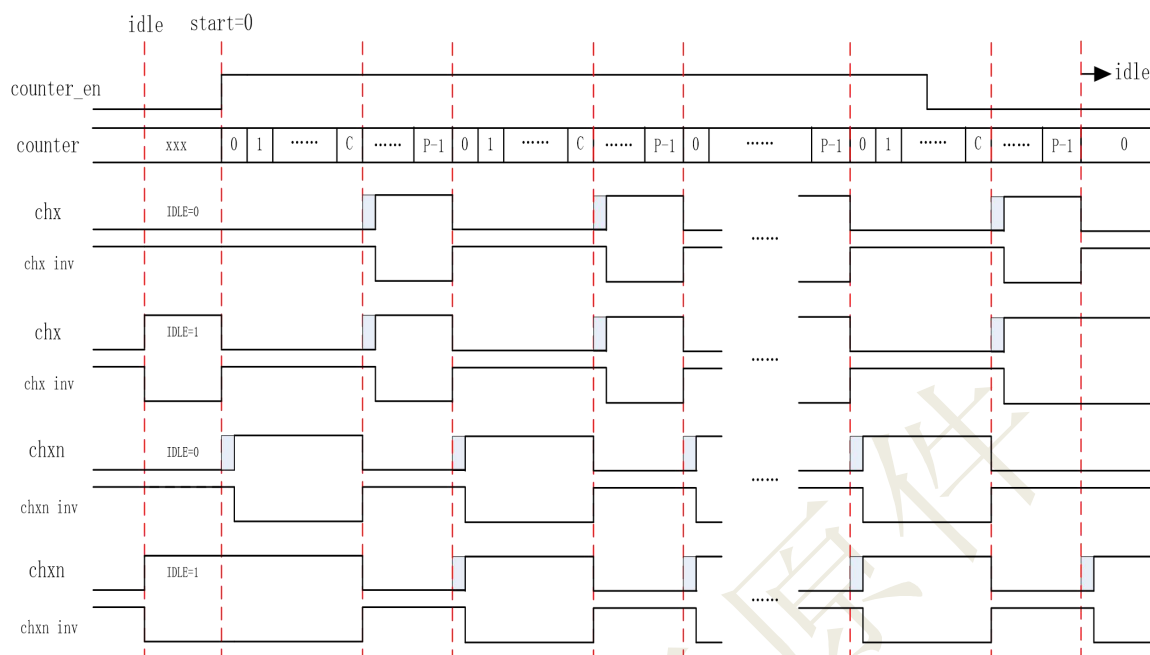 idle start=0
idle
counter_en
counter xxx 0 1 ⋯⋯ C ⋯⋯ P-1 0 1 ⋯⋯ C ⋯⋯ P-1 0 ⋯⋯ P-1 0 1 ⋯⋯ C ⋯⋯ P-1 0
chx IDLE=0
⋯⋯
chx inv
chx IDLE=1
⋯⋯
chx inv
chxn IDLE=0
⋯⋯
chxn inv
chxn IDLE=1
⋯⋯
chxn inv
原件